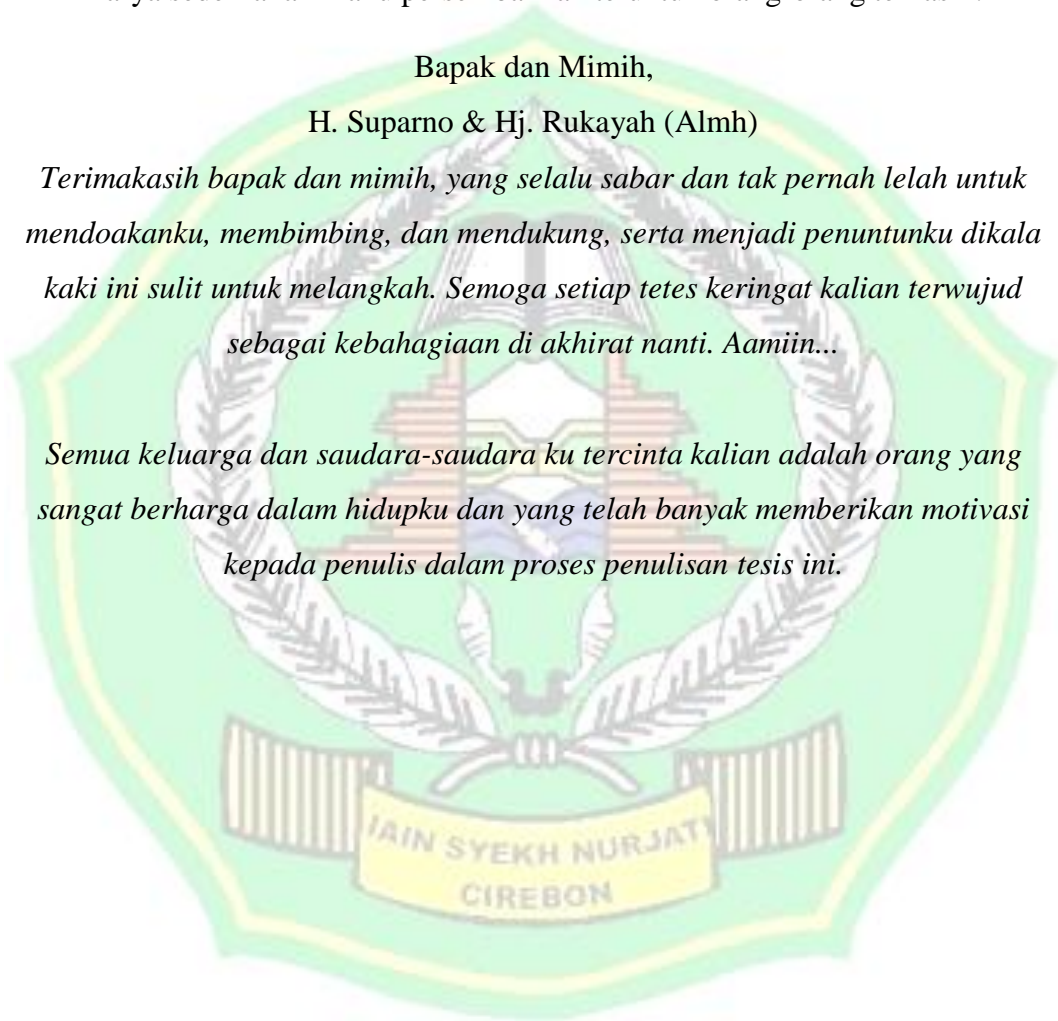 Bapak dan Mimih,
H. Suparno & Hj. Rukayah (Almh)
Terimakasih bapak dan mimih, yang selalu sabar dan tak pernah lelah untuk
mendoakanku, membimbing, dan mendukung, serta menjadi penuntunku dikala
kaki ini sulit untuk melangkah. Semoga setiap tetes keringat kalian terwujud
sebagai kebahagiaan di akhirat nanti. Aamiin...
Semua keluarga dan saudara-saudara ku tercinta kalian adalah orang yang
sangat berharga dalam hidupku dan yang telah banyak memberikan motivasi
kepada penulis dalam proses penulisan tesis ini.
IAIN SYEKH NURJATI
CIREBON